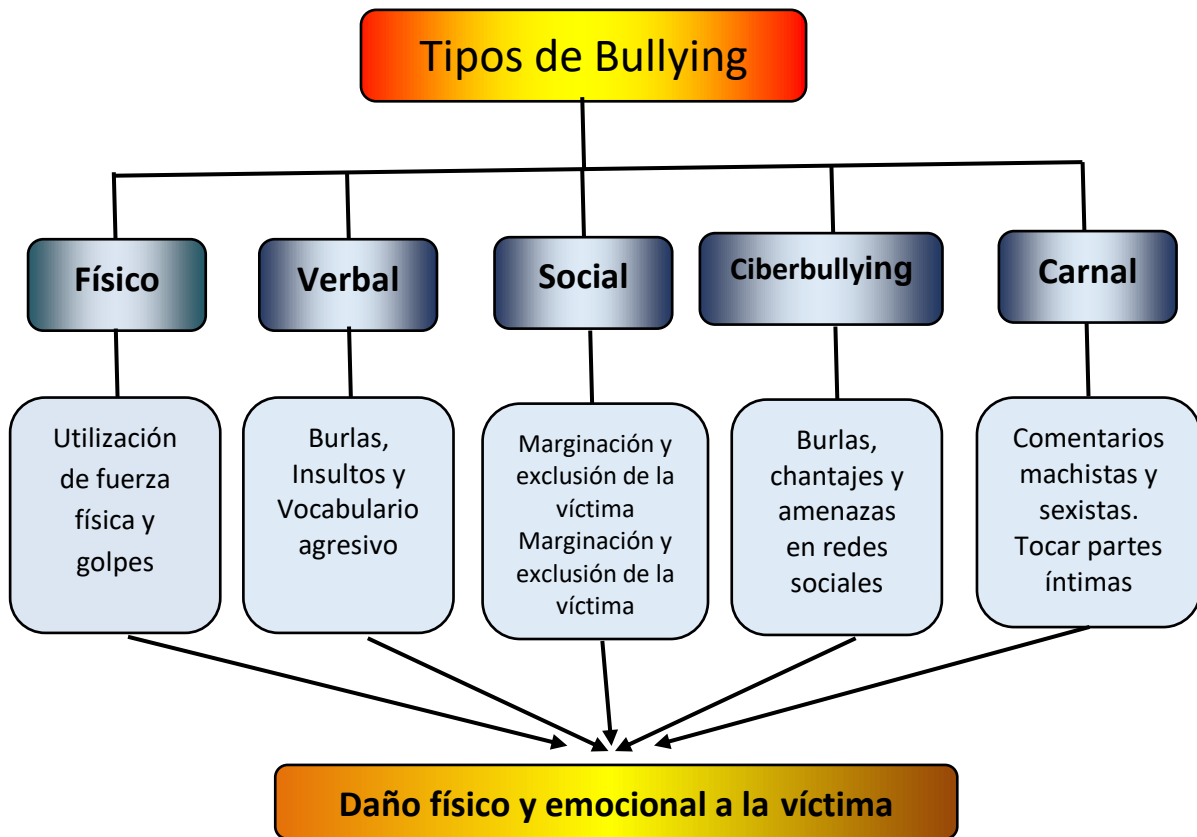 Tipos de Bullying
Físico
Verbal
Social
Ciberbullying
Carnal
Utilización
de fuerza
física y
golpes
Burlas,
Insultos y
Vocabulario
agresivo
Marginación y
exclusión de la
víctima
Marginación y
exclusión de la
víctima
Burlas,
chantajes y
amenazas
en redes
sociales
Comentarios
machistas y
sexistas.
Tocar partes
íntimas
Daño físico y emocional a la víctima